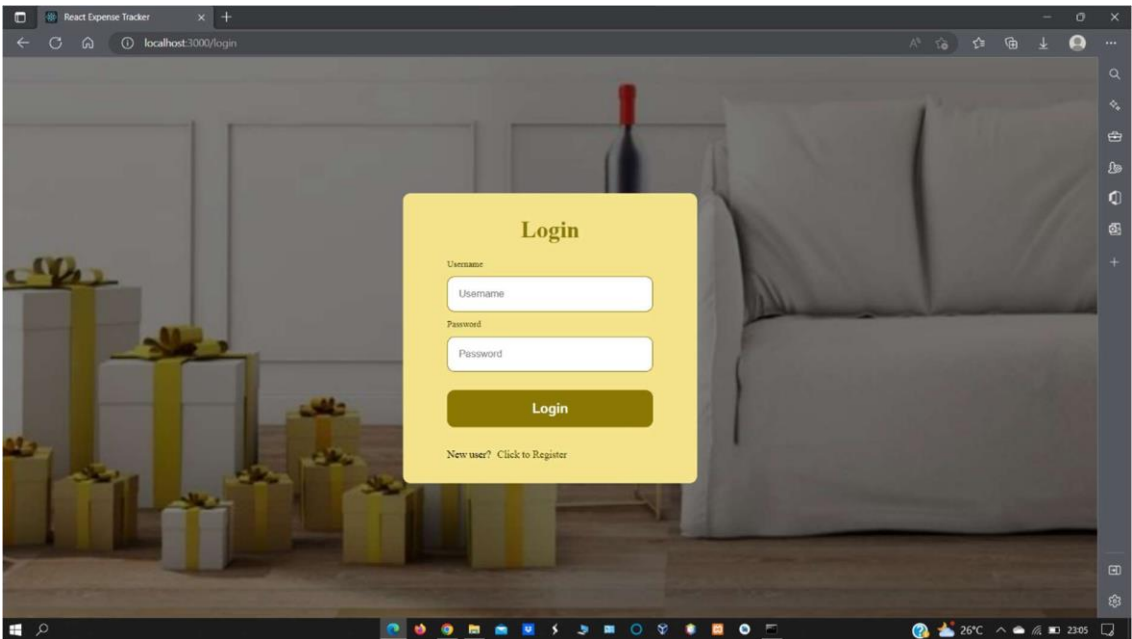 React Expense Tracker
localhost:3000/login
Login
Username
Username
Password
Password
Login
New user? Click to Register
26°C
23:05